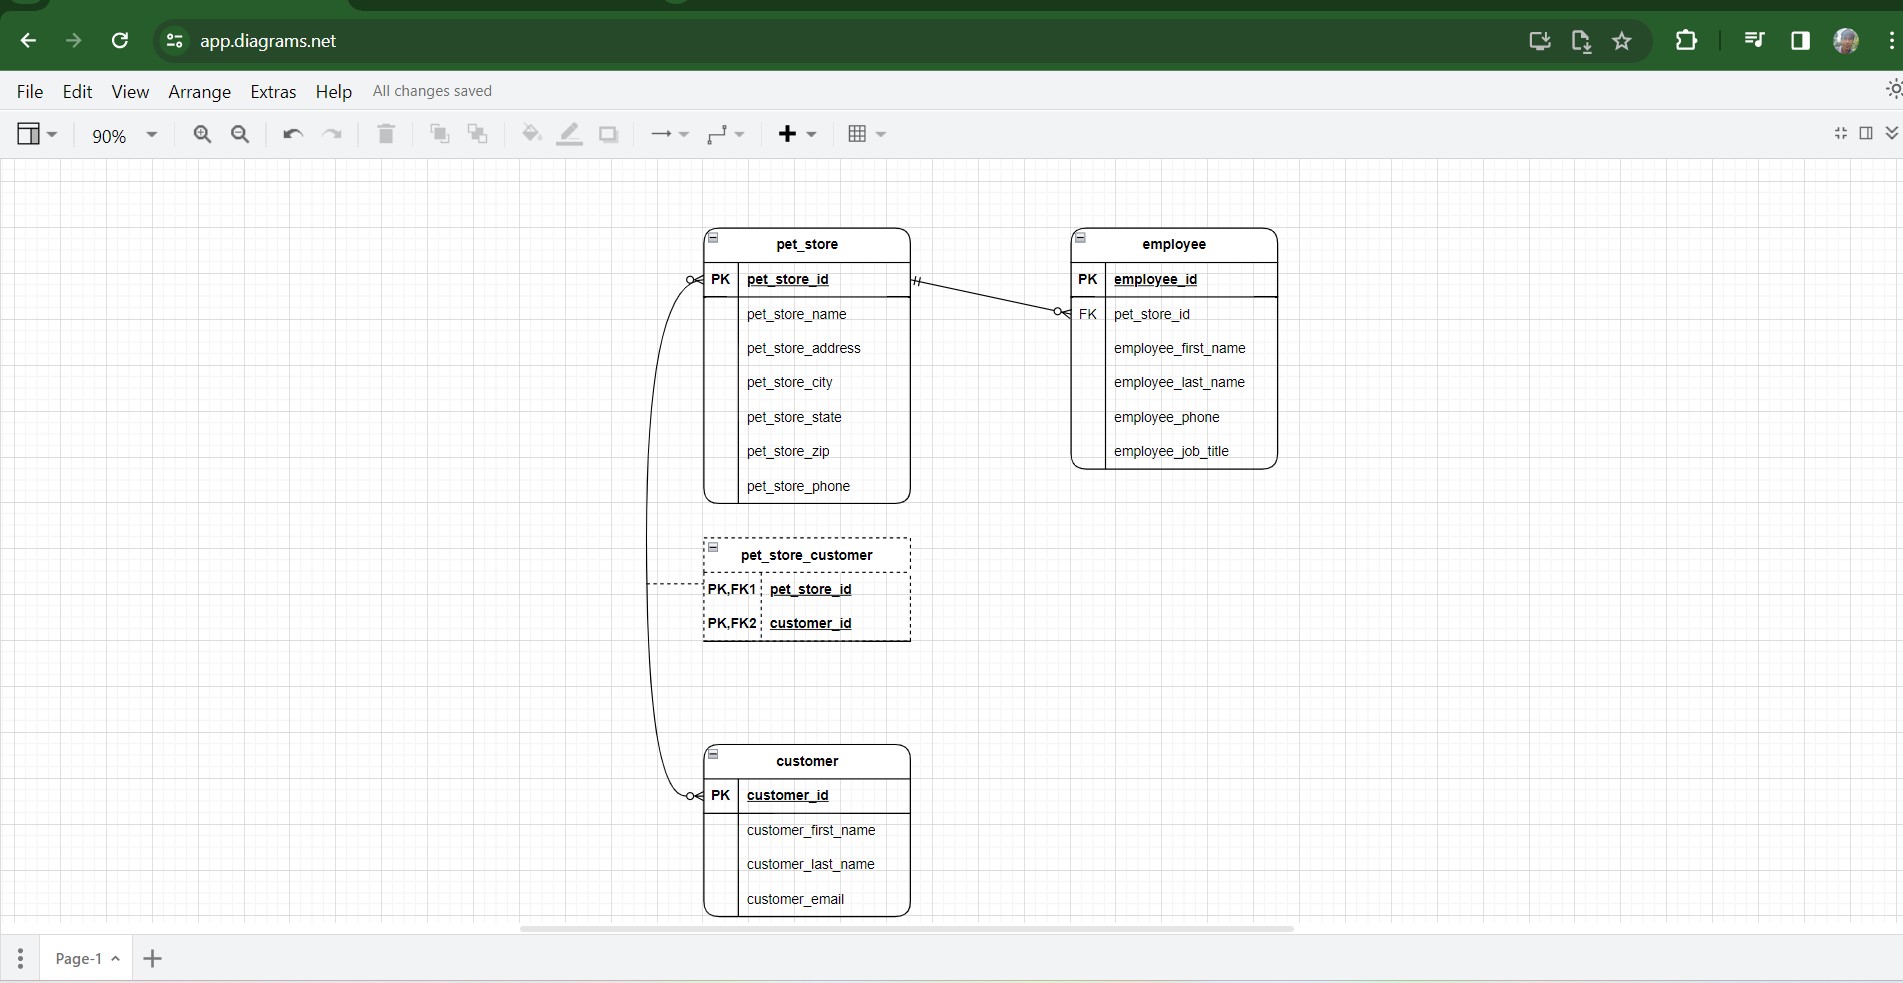 app.diagrams.net
File Edit View Arrange Extras Help All changes saved
90%
pet_store
PK pet_store_id
pet_store_name
pet_store_address
pet_store_city
pet_store_state
pet_store_zip
pet_store_phone
employee
PK employee_id
FK pet_store_id
employee_first_name
employee_last_name
employee_phone
employee_job_title
pet_store_customer
PK,FK1 pet_store_id
PK,FK2 customer_id
customer
PK customer_id
customer_first_name
customer_last_name
customer_email
Page-1